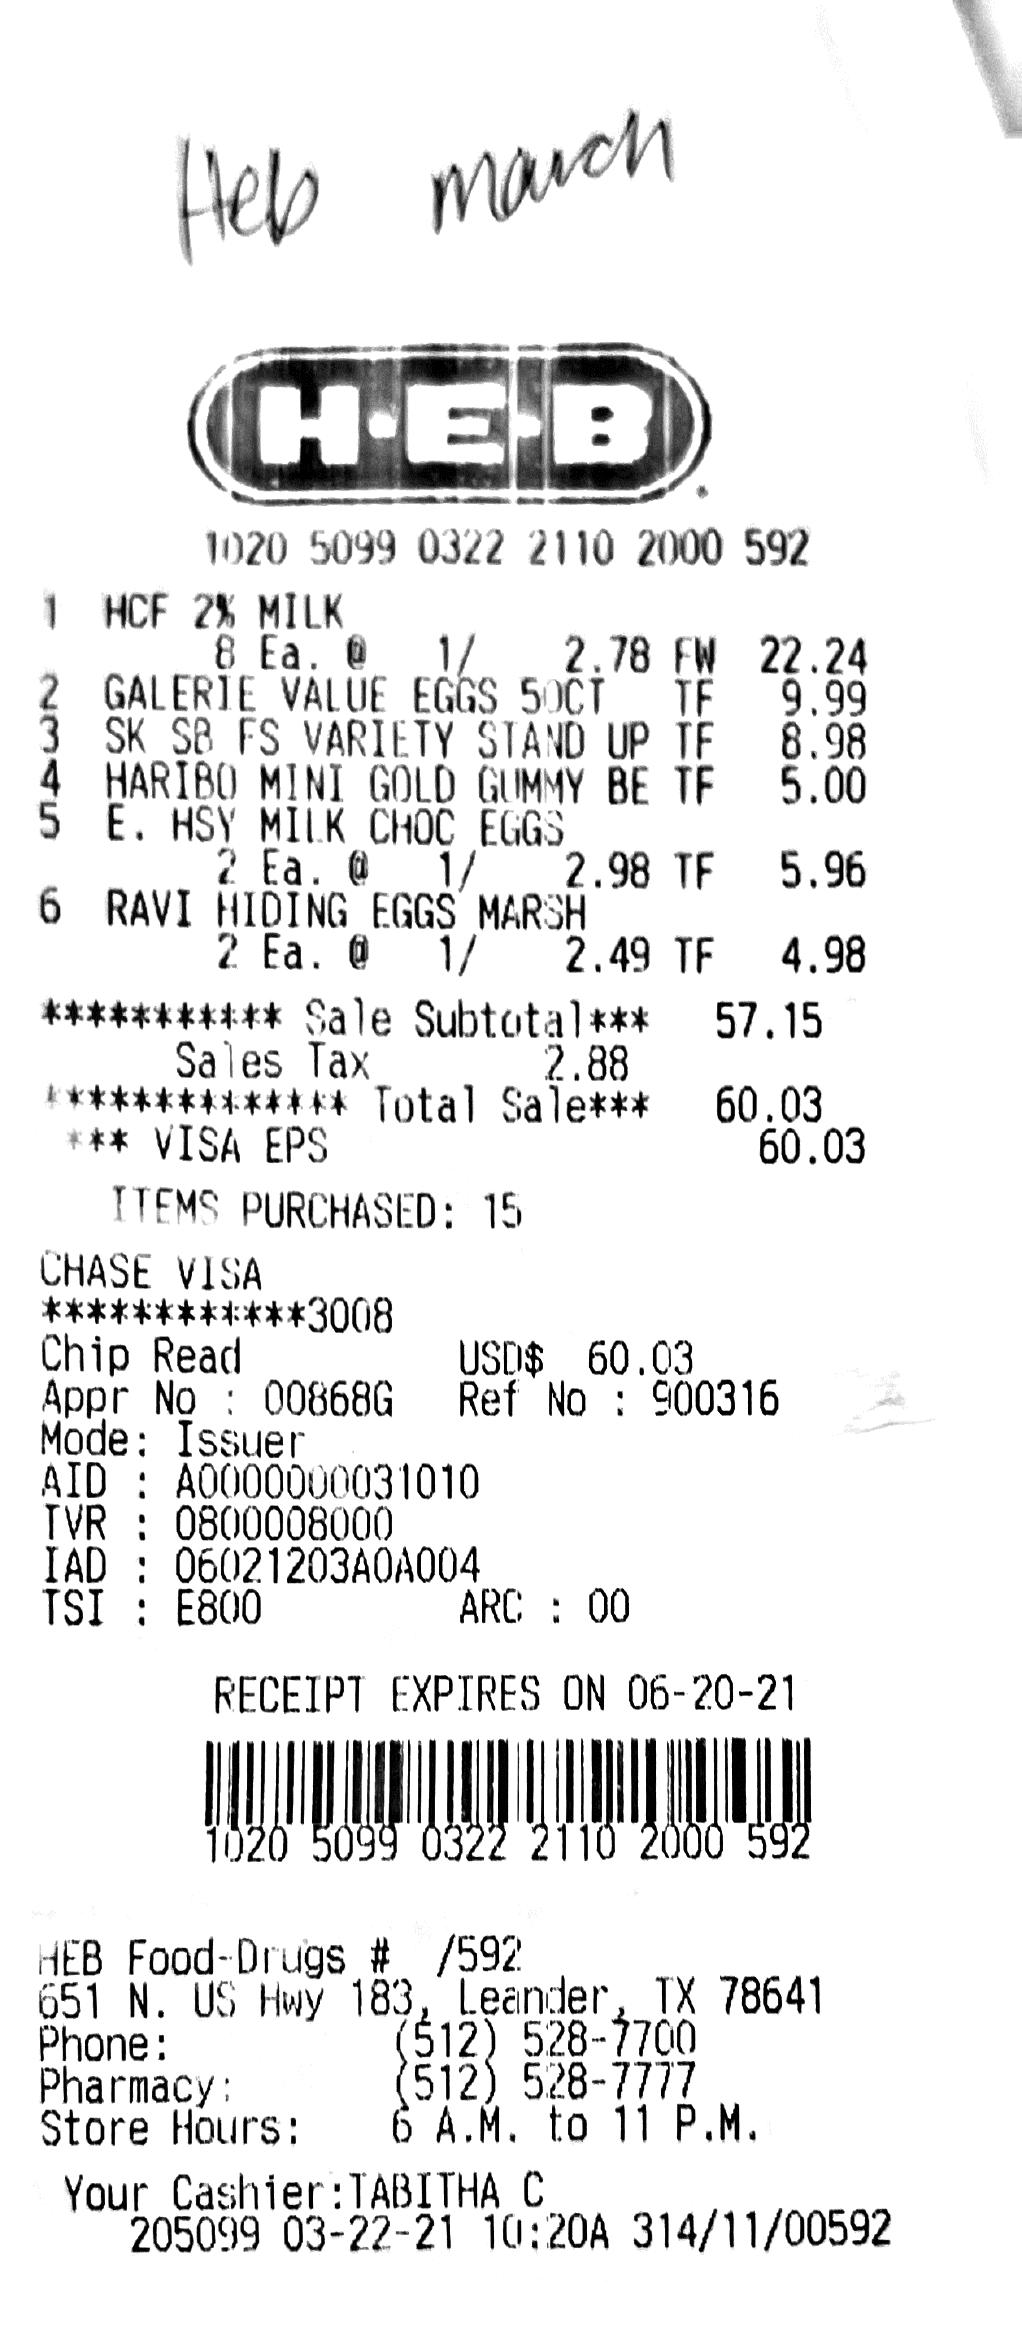 Heb march
H-E-B
1020 5099 0322 2110 2000 592
1 HCF 2% MILK
8 Ea. @ 1/ 2.78 FW 22.24
2 GALERIE VALUE EGGS 50CT TF 9.99
3 SK SB FS VARIETY STAND UP TF 8.98
4 HARIBO MINI GOLD GUMMY BE TF 5.00
5 E. HSY MILK CHOC EGGS
2 Ea. @ 1/ 2.98 TF 5.96
6 RAVI HIDING EGGS MARSH
2 Ea. @ 1/ 2.49 TF 4.98
*********** Sale Subtotal*** 57.15
Sales Tax 2.88
************** Total Sale*** 60.03
*** VISA EPS 60.03
ITEMS PURCHASED: 15
CHASE VISA
************3008
Chip Read USD$ 60.03
Appr No : 00868G Ref No : 900316
Mode: Issuer
AID : A0000000031010
TVR : 0800008000
IAD : 06021203A0A004
TSI : E800 ARC : 00
RECEIPT EXPIRES ON 06-20-21
1020 5099 0322 2110 2000 592
HEB Food-Drugs # /592
651 N. US Hwy 183, Leander, TX 78641
Phone: (512) 528-7700
Pharmacy: (512) 528-7777
Store Hours: 6 A.M. to 11 P.M.
Your Cashier:TABITHA C
205099 03-22-21 10:20A 314/11/00592